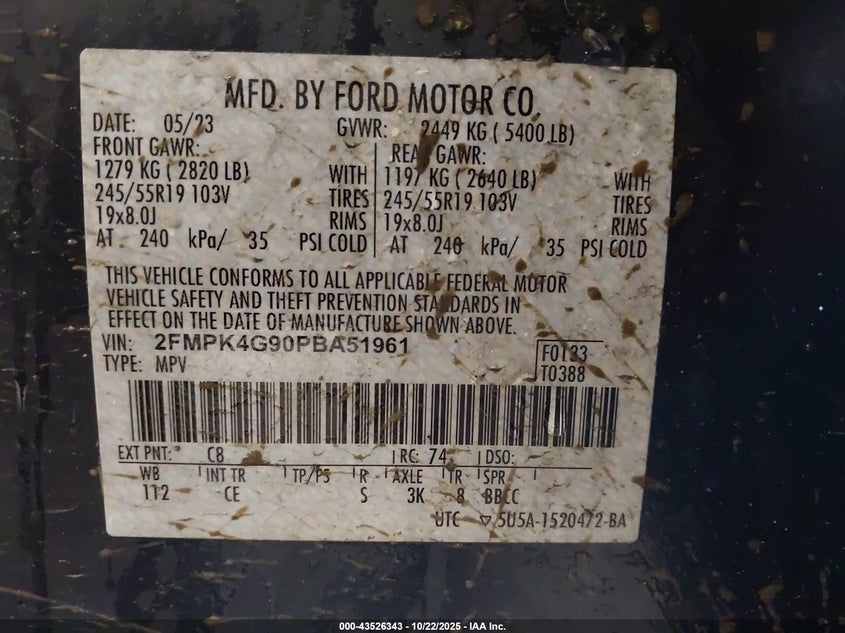 MFD. BY FORD MOTOR CO.
DATE: 05/23 GVWR: 2449 KG ( 5400 LB)
FRONT GAWR: REAR GAWR:
1279 KG ( 2820 LB) WITH 1197 KG ( 2640 LB) WITH
245/55R19 103V TIRES 245/55R19 103V TIRES
19x8.0J RIMS 19x8.0J RIMS
AT 240 kPa/ 35 PSI COLD AT 240 kPa/ 35 PSI COLD
THIS VEHICLE CONFORMS TO ALL APPLICABLE FEDERAL MOTOR
VEHICLE SAFETY AND THEFT PREVENTION STANDARDS IN
EFFECT ON THE DATE OF MANUFACTURE SHOWN ABOVE.
VIN: 2FMPK4G90PBA51961
TYPE: MPV
F0133
T0388
EXT PNT: C8 RC: 74 DSO:
WB INT TR TP/PS R AXLE TR SPR
112 CE S 3K 8 BBCC
UTC ▽ 5U5A-1520472-BA
000-43526343 | 10/22/2025 - IAA Inc.